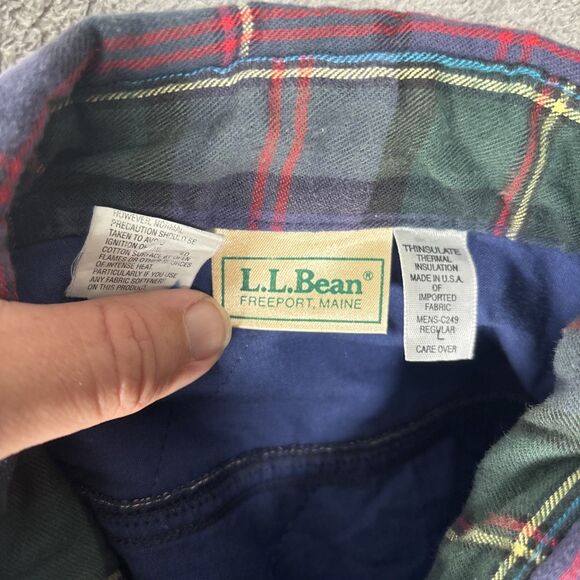 HOWEVER, NORMAL
PRECAUTION SHOULD BE
TAKEN TO AVOID
IGNITION OF
COTTON SURFACE BY OPEN
FLAMES OR OTHER SOURCES
OF INTENSE HEAT.
PARTICULARLY IF YOU USE
ANY FABRIC SOFTENER
ON THIS PRODUCT
L.L.Bean®
FREEPORT, MAINE
THINSULATE
THERMAL
INSULATION
MADE IN U.S.A.
OF
IMPORTED
FABRIC
MENS-C249
REGULAR
L
CARE OVER